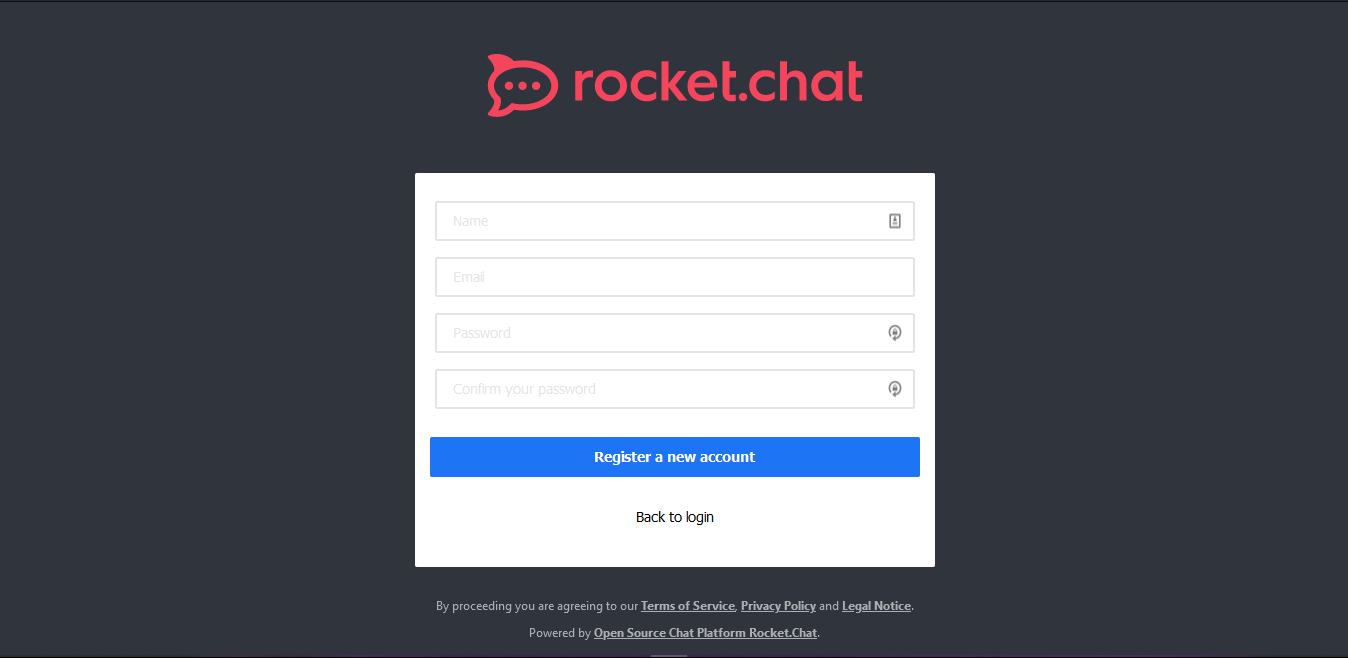 rocket.chat
Name
Email
Password
Confirm your password
Register a new account
Back to login
By proceeding you are agreeing to our Terms of Service, Privacy Policy and Legal Notice.
Powered by Open Source Chat Platform Rocket.Chat.